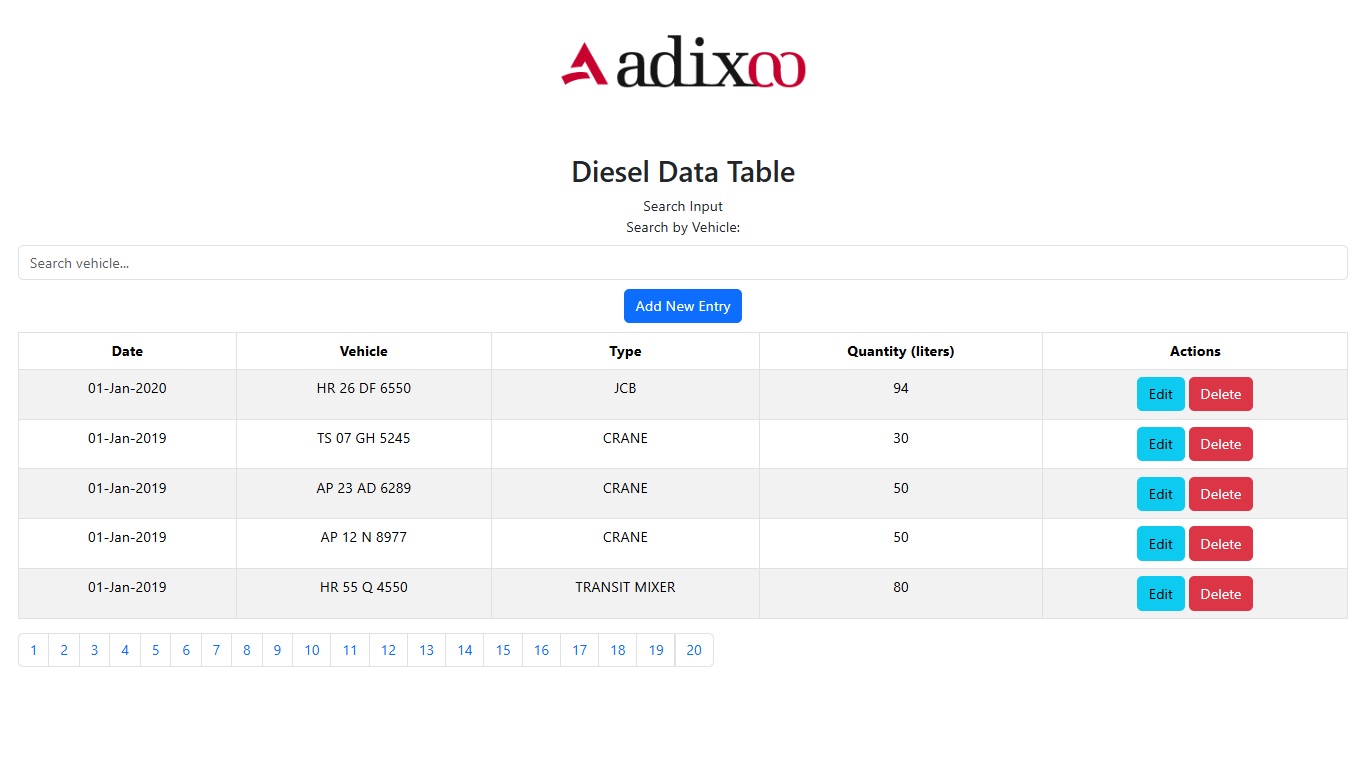 adixoo
Diesel Data Table
Search Input
Search by Vehicle:
Search vehicle...
Add New Entry
Date Vehicle Type Quantity (liters) Actions
01-Jan-2020 HR 26 DF 6550 JCB 94 Edit Delete
01-Jan-2019 TS 07 GH 5245 CRANE 30 Edit Delete
01-Jan-2019 AP 23 AD 6289 CRANE 50 Edit Delete
01-Jan-2019 AP 12 N 8977 CRANE 50 Edit Delete
01-Jan-2019 HR 55 Q 4550 TRANSIT MIXER 80 Edit Delete
1 2 3 4 5 6 7 8 9 10 11 12 13 14 15 16 17 18 19 20